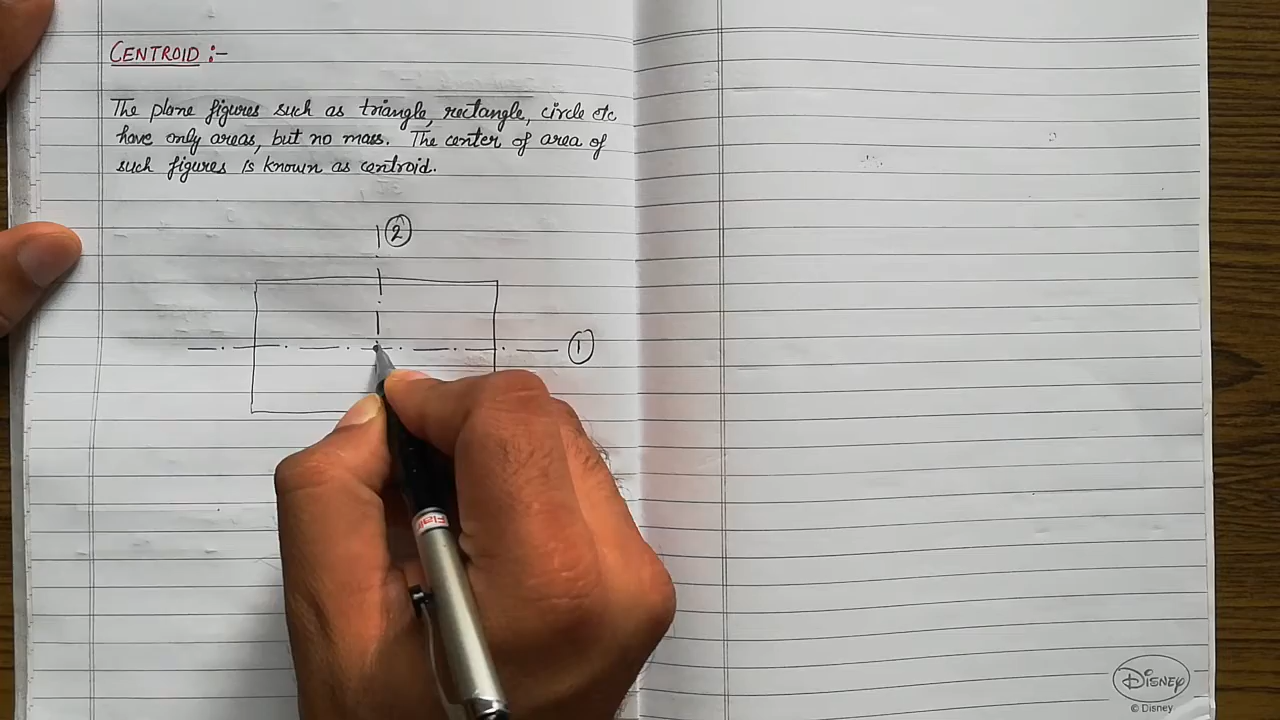 CENTROID :-
The plane figures such as triangle, rectangle, circle etc
have only areas, but no mass. The center of area of
such figures is known as centroid.
2
1
Flair
DISNEY
© Disney